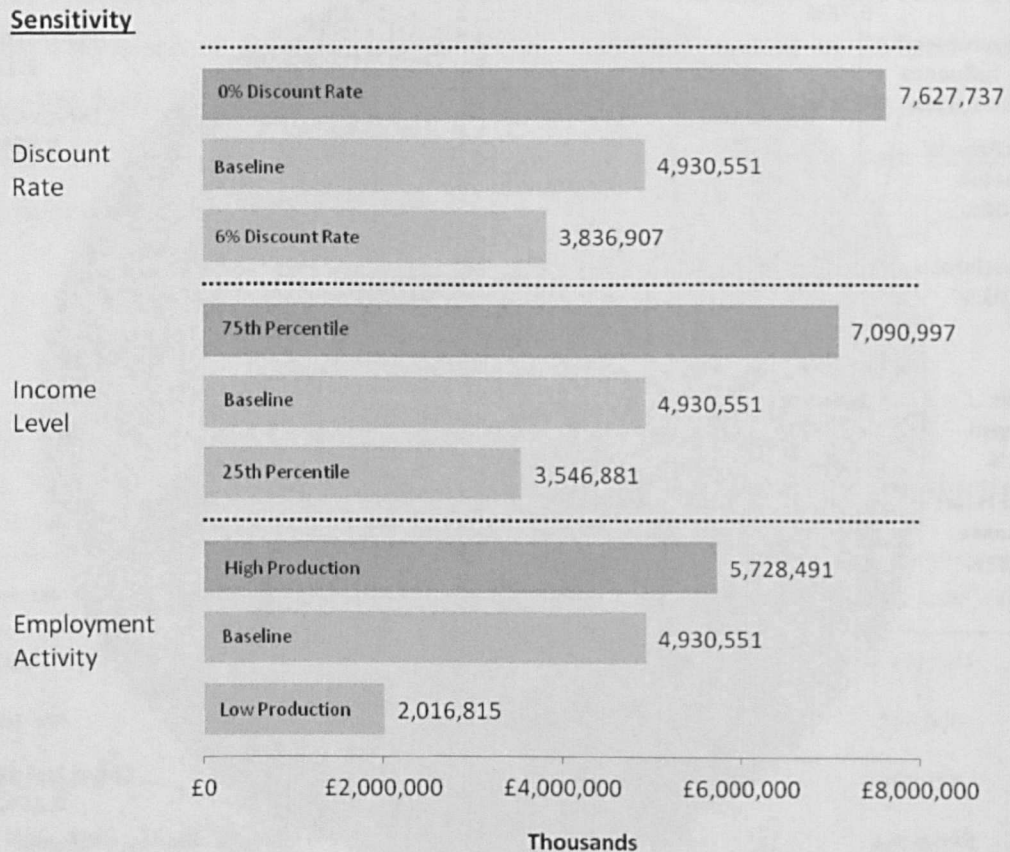 Sensitivity
0% Discount Rate 7,627,737
Discount
Rate
Baseline 4,930,551
6% Discount Rate 3,836,907
75th Percentile 7,090,997
Income
Level
Baseline 4,930,551
25th Percentile 3,546,881
High Production 5,728,491
Employment
Activity
Baseline 4,930,551
Low Production 2,016,815
£0 £2,000,000 £4,000,000 £6,000,000 £8,000,000
Thousands